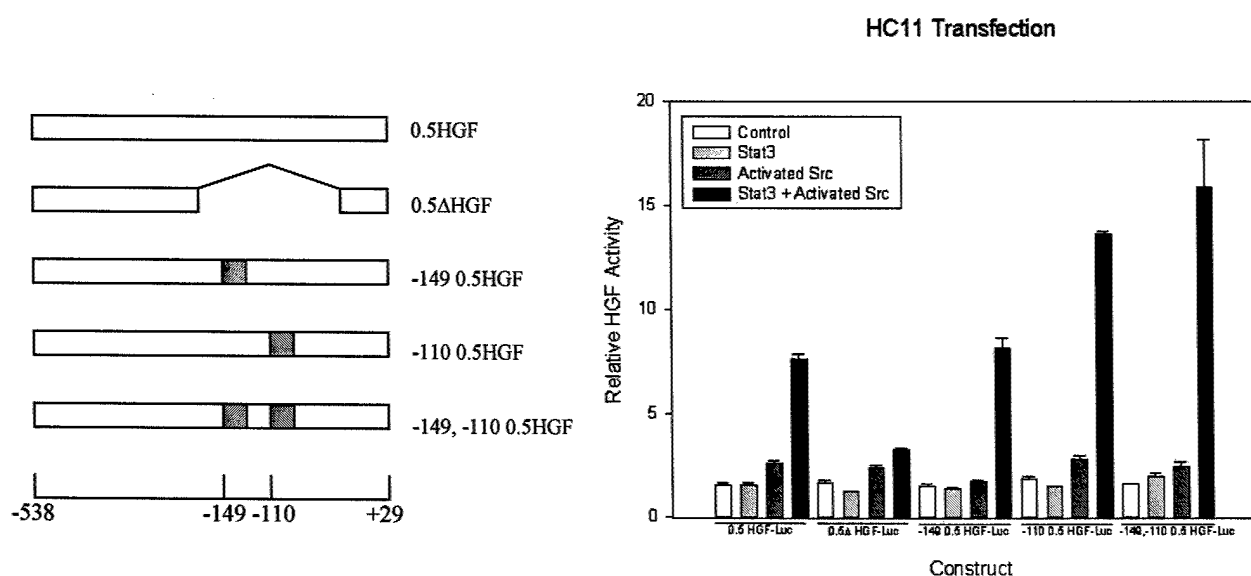 0.5HGF
0.5ΔHGF
-149 0.5HGF
-110 0.5HGF
-149, -110 0.5HGF
-538
-149
-110
+29
HC11 Transfection
Control
Stat3
Activated Src
Stat3 + Activated Src
20
15
10
5
0
Relative HGF Activity
0.5 HGF-Luc
0.5Δ HGF-Luc
-149 0.5 HGF-Luc
-110 0.5 HGF-Luc
-149,-110 0.5 HGF-Luc
Construct